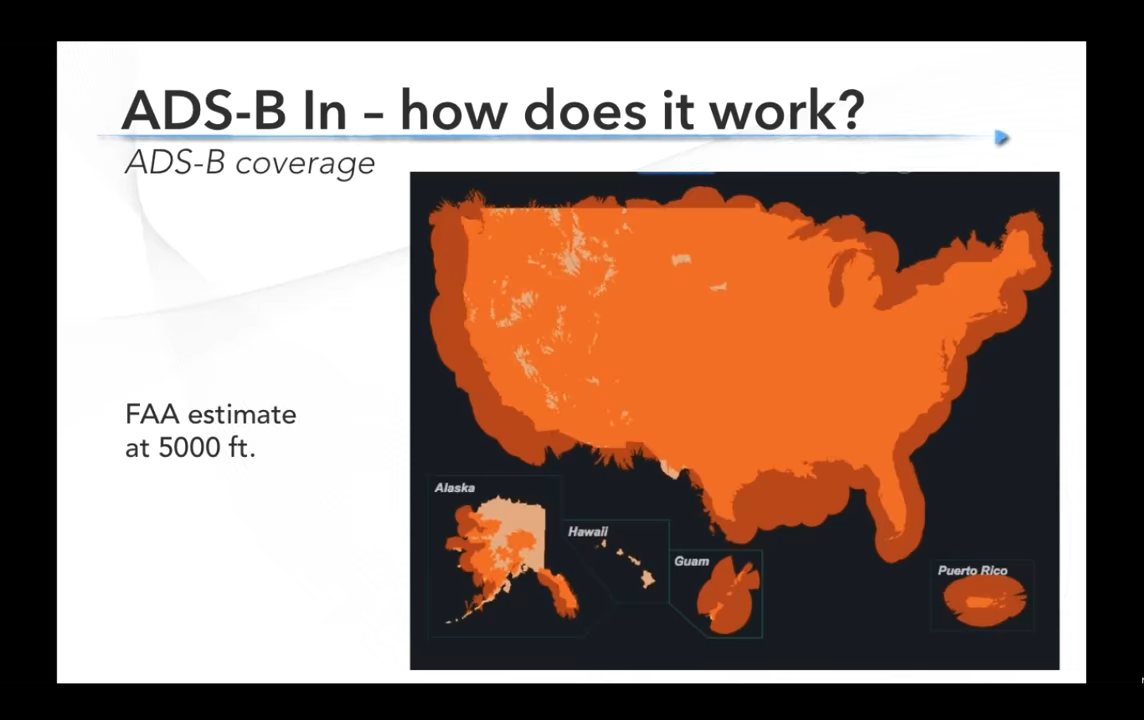 ADS-B In – how does it work?
ADS-B coverage
FAA estimate
at 5000 ft.
Alaska
Hawaii
Guam
Puerto Rico